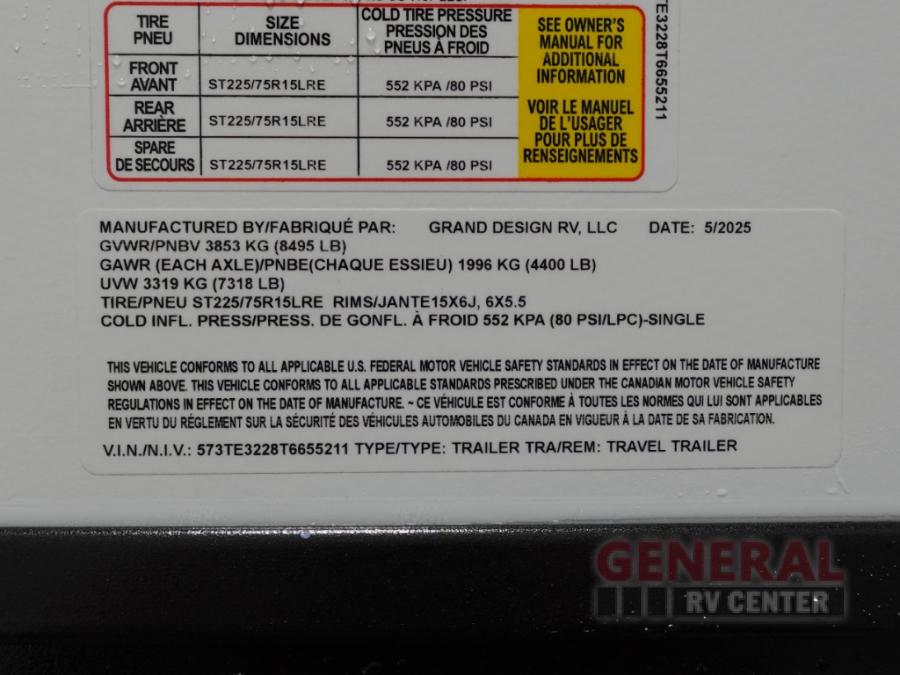 TIRE
PNEU
SIZE
DIMENSIONS
COLD TIRE PRESSURE
PRESSION DES
PNEUS À FROID
SEE OWNER'S
MANUAL FOR
ADDITIONAL
INFORMATION
VOIR LE MANUEL
DE L'USAGER
POUR PLUS DE
RENSEIGNEMENTS
FRONT
AVANT
ST225/75R15LRE
552 KPA /80 PSI
REAR
ARRIÈRE
ST225/75R15LRE
552 KPA /80 PSI
SPARE
DE SECOURS
ST225/75R15LRE
552 KPA /80 PSI
TE3228T6655211
MANUFACTURED BY/FABRIQUÉ PAR: GRAND DESIGN RV, LLC DATE: 5/2025
GVWR/PNBV 3853 KG (8495 LB)
GAWR (EACH AXLE)/PNBE(CHAQUE ESSIEU) 1996 KG (4400 LB)
UVW 3319 KG (7318 LB)
TIRE/PNEU ST225/75R15LRE RIMS/JANTE15X6J, 6X5.5
COLD INFL. PRESS/PRESS. DE GONFL. À FROID 552 KPA (80 PSI/LPC)-SINGLE
THIS VEHICLE CONFORMS TO ALL APPLICABLE U.S. FEDERAL MOTOR VEHICLE SAFETY STANDARDS IN EFFECT ON THE DATE OF MANUFACTURE
SHOWN ABOVE. THIS VEHICLE CONFORMS TO ALL APPLICABLE STANDARDS PRESCRIBED UNDER THE CANADIAN MOTOR VEHICLE SAFETY
REGULATIONS IN EFFECT ON THE DATE OF MANUFACTURE. ~ CE VÉHICULE EST CONFORME À TOUTES LES NORMES QUI LUI SONT APPLICABLES
EN VERTU DU RÉGLEMENT SUR LA SÉCURITÉ DES VÉHICULES AUTOMOBILES DU CANADA EN VIGUEUR À LA DATE DE SA FABRICATION.
V.I.N./N.I.V.: 573TE3228T6655211 TYPE/TYPE: TRAILER TRA/REM: TRAVEL TRAILER
GENERAL
RV CENTER